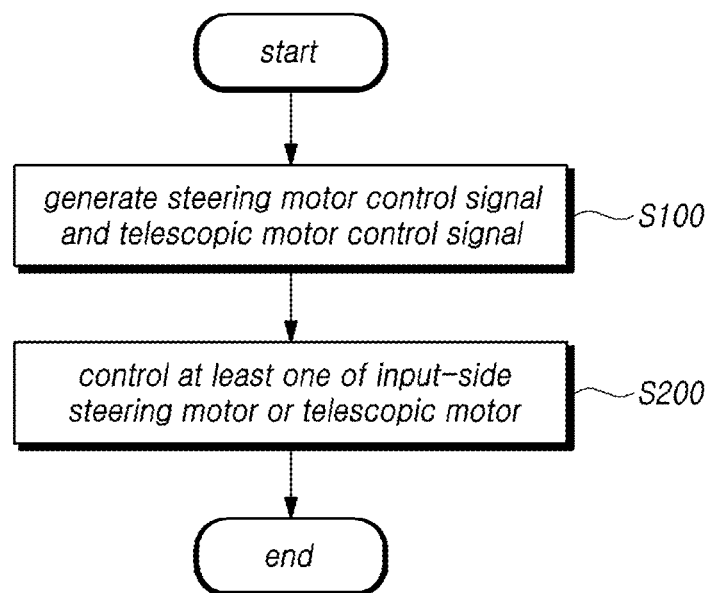 start
generate steering motor control signal
and telescopic motor control signal
S100
control at least one of input-side
steering motor or telescopic motor
S200
end